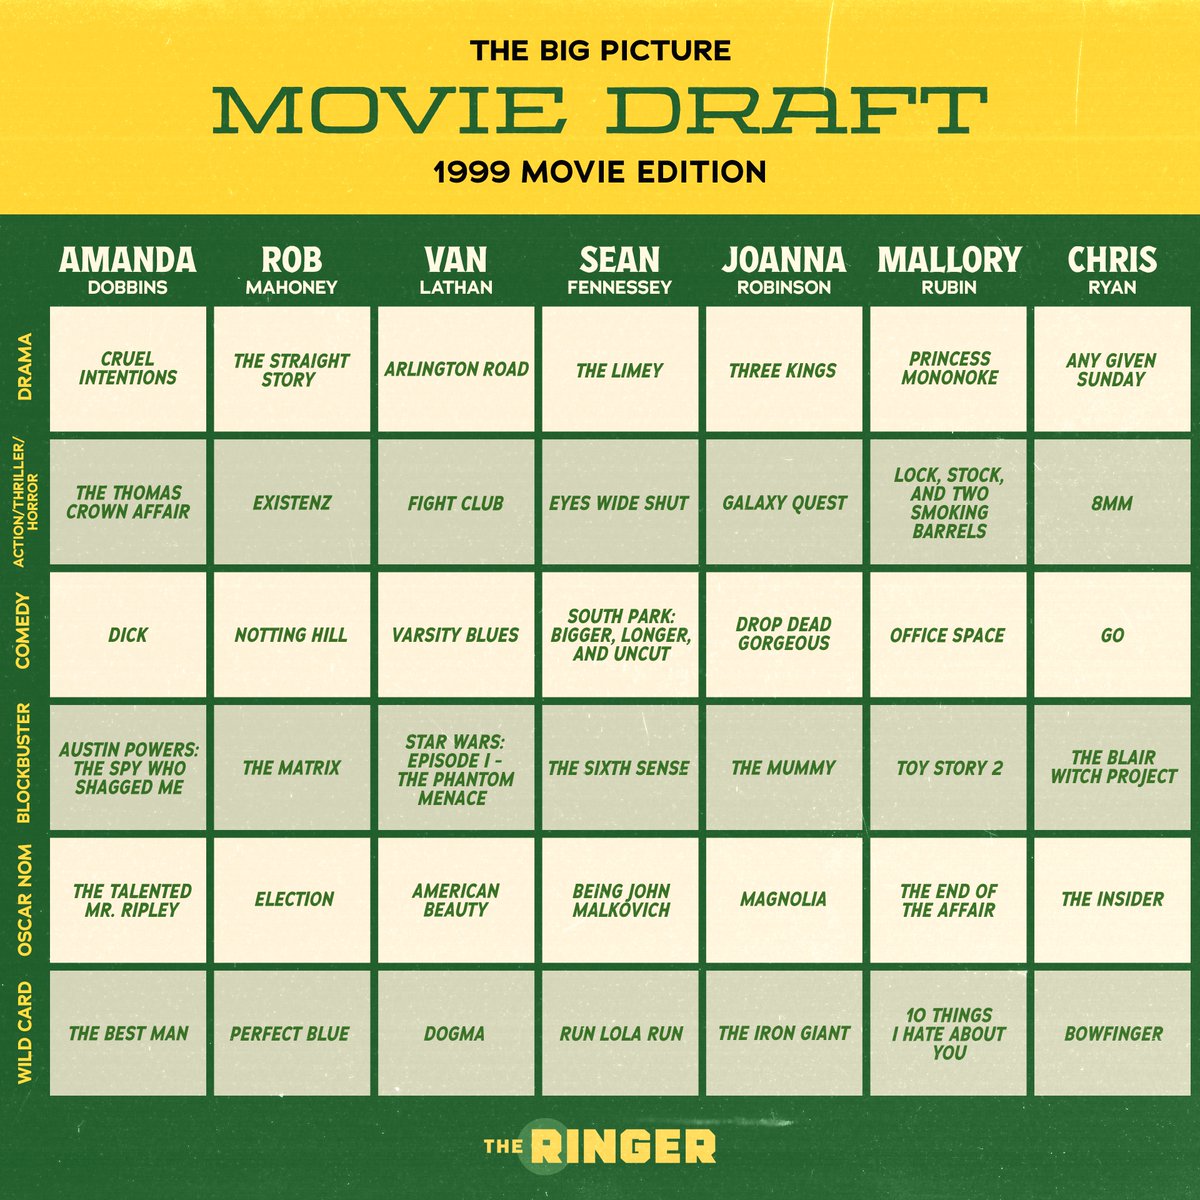 THE BIG PICTURE
MOVIE DRAFT
1999 MOVIE EDITION
AMANDA
DOBBINS
ROB
MAHONEY
VAN
LATHAN
SEAN
FENNESSEY
JOANNA
ROBINSON
MALLORY
RUBIN
CHRIS
RYAN
DRAMA
CRUEL
INTENTIONS
THE STRAIGHT
STORY
ARLINGTON ROAD
THE LIMEY
THREE KINGS
PRINCESS
MONONOKE
ANY GIVEN
SUNDAY
ACTION/THRILLER/
HORROR
THE THOMAS
CROWN AFFAIR
EXISTENZ
FIGHT CLUB
EYES WIDE SHUT
GALAXY QUEST
LOCK, STOCK,
AND TWO
SMOKING
BARRELS
8MM
COMEDY
DICK
NOTTING HILL
VARSITY BLUES
SOUTH PARK:
BIGGER, LONGER,
AND UNCUT
DROP DEAD
GORGEOUS
OFFICE SPACE
GO
BLOCKBUSTER
AUSTIN POWERS:
THE SPY WHO
SHAGGED ME
THE MATRIX
STAR WARS:
EPISODE I -
THE PHANTOM
MENACE
THE SIXTH SENSE
THE MUMMY
TOY STORY 2
THE BLAIR
WITCH PROJECT
OSCAR NOM
THE TALENTED
MR. RIPLEY
ELECTION
AMERICAN
BEAUTY
BEING JOHN
MALKOVICH
MAGNOLIA
THE END OF
THE AFFAIR
THE INSIDER
WILD CARD
THE BEST MAN
PERFECT BLUE
DOGMA
RUN LOLA RUN
THE IRON GIANT
10 THINGS
I HATE ABOUT
YOU
BOWFINGER
THE RINGER